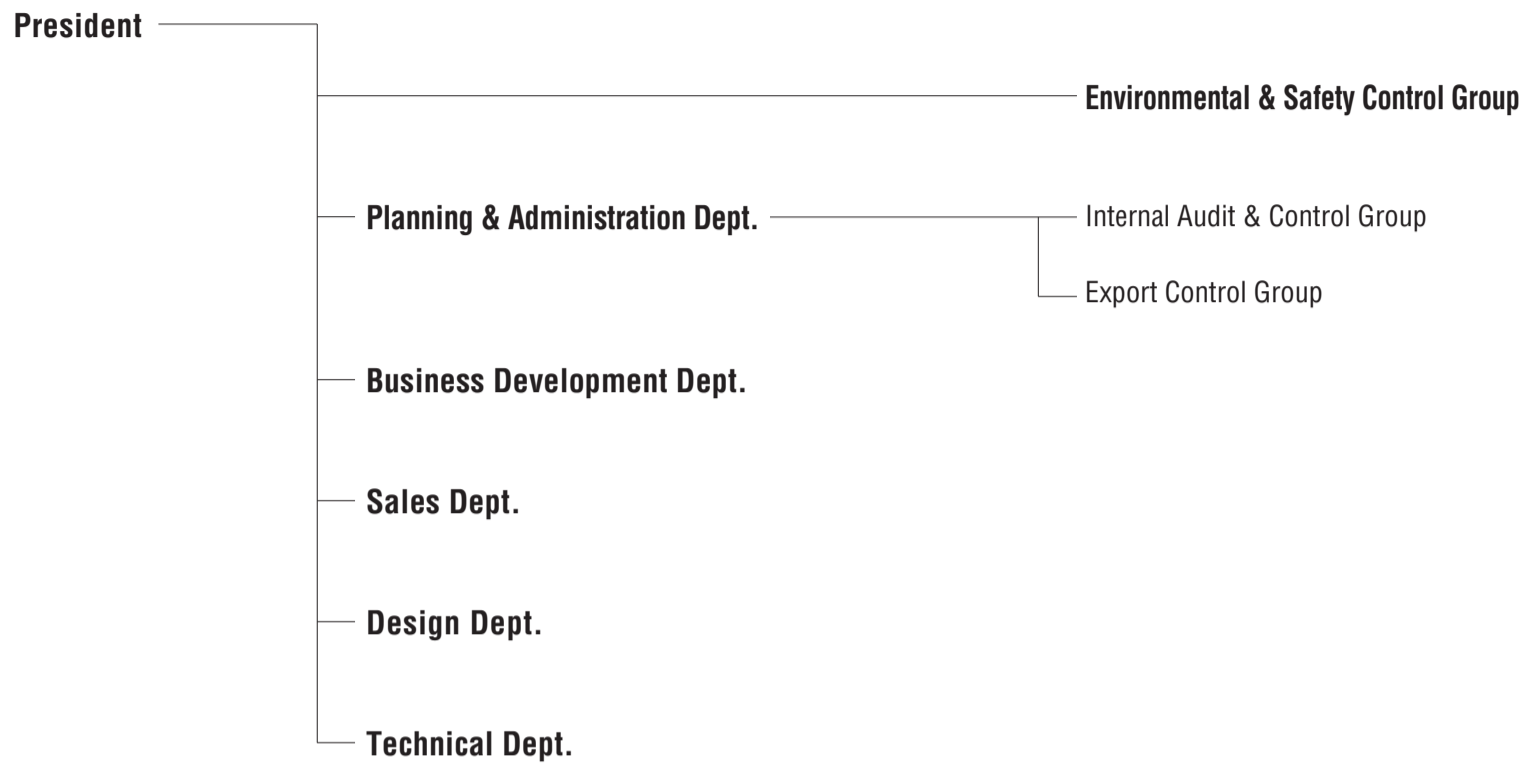 President
Environmental & Safety Control Group
Planning & Administration Dept.
Internal Audit & Control Group
Export Control Group
Business Development Dept.
Sales Dept.
Design Dept.
Technical Dept.